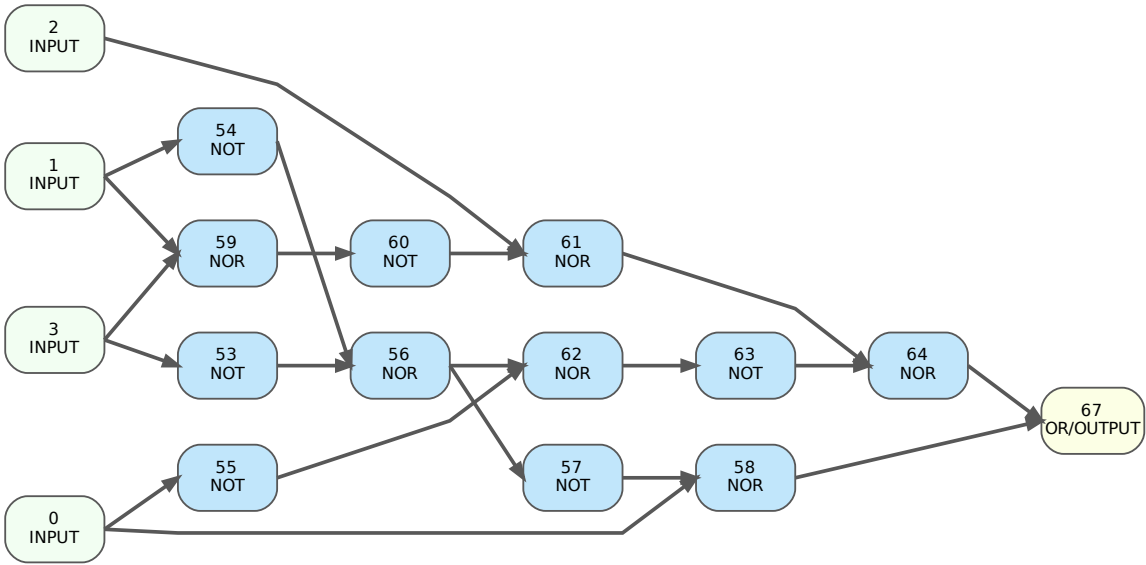 2
INPUT
54
NOT
1
INPUT
59
NOR
60
NOT
61
NOR
3
INPUT
53
NOT
56
NOR
62
NOR
63
NOT
64
NOR
67
OR/OUTPUT
55
NOT
57
NOT
58
NOR
0
INPUT